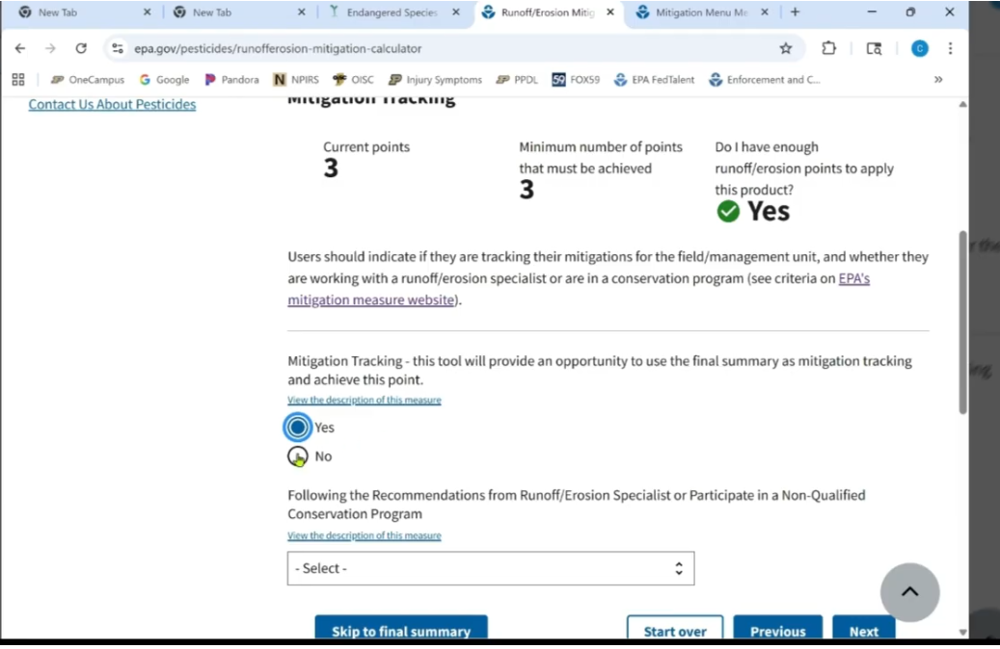 New Tab
New Tab
Endangered Species
Runoff/Erosion Mitig
Mitigation Menu Me
epa.gov/pesticides/runofferosion-mitigation-calculator
OneCampus
Google
Pandora
NPIRS
OISC
Injury Symptoms
PPDL
59 FOX59
EPA FedTalent
Enforcement and C...
Contact Us About Pesticides
Mitigation Tracking
Current points
3
Minimum number of points
that must be achieved
3
Do I have enough
runoff/erosion points to apply
this product?
Yes
Users should indicate if they are tracking their mitigations for the field/management unit, and whether they
are working with a runoff/erosion specialist or are in a conservation program (see criteria on EPA's
mitigation measure website).
Mitigation Tracking - this tool will provide an opportunity to use the final summary as mitigation tracking
and achieve this point.
View the description of this measure
Yes
No
Following the Recommendations from Runoff/Erosion Specialist or Participate in a Non-Qualified
Conservation Program
View the description of this measure
- Select -
Skip to final summary
Start over
Previous
Next